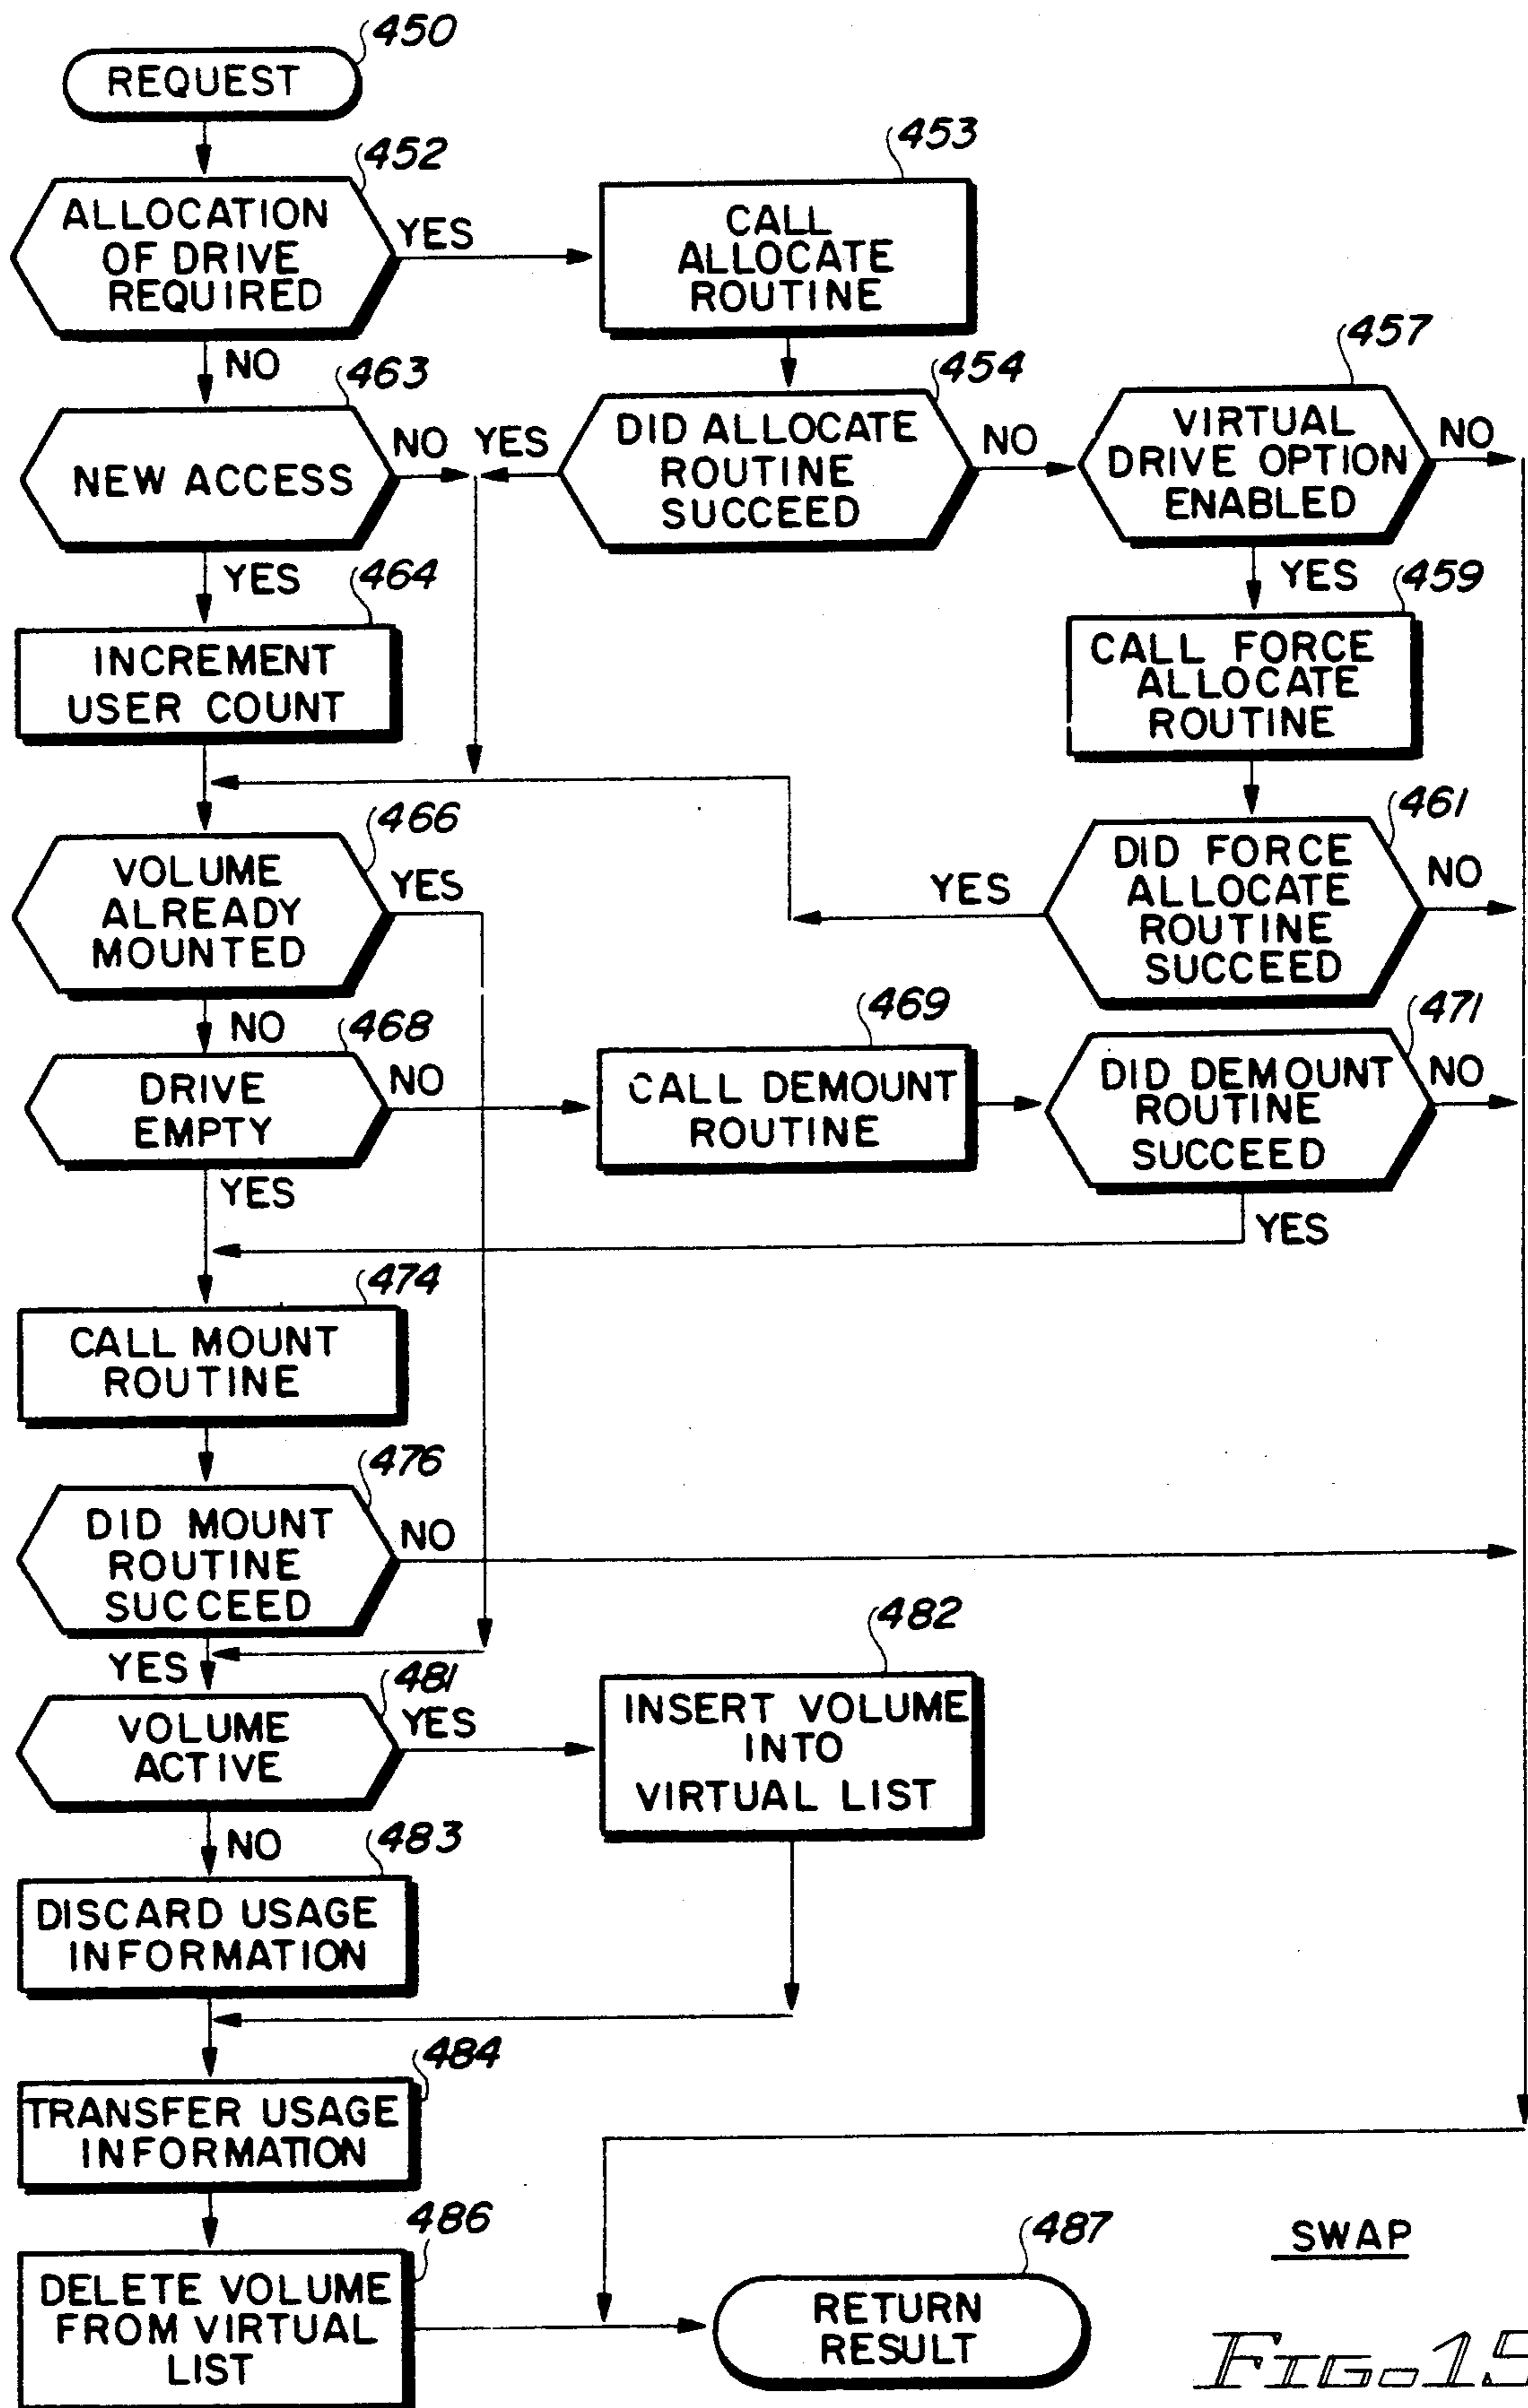 450
REQUEST
452
ALLOCATION
OF DRIVE
REQUIRED
YES
453
CALL
ALLOCATE
ROUTINE
NO
463
NEW ACCESS
NO
YES
454
DID ALLOCATE
ROUTINE
SUCCEED
NO
457
VIRTUAL
DRIVE OPTION
ENABLED
NO
YES
464
INCREMENT
USER COUNT
YES
459
CALL FORCE
ALLOCATE
ROUTINE
466
VOLUME
ALREADY
MOUNTED
YES
461
DID FORCE
ALLOCATE
ROUTINE
SUCCEED
YES
NO
NO
468
DRIVE
EMPTY
NO
469
CALL DEMOUNT
ROUTINE
471
DID DEMOUNT
ROUTINE
SUCCEED
NO
YES
YES
474
CALL MOUNT
ROUTINE
476
DID MOUNT
ROUTINE
SUCCEED
NO
YES
481
VOLUME
ACTIVE
YES
482
INSERT VOLUME
INTO
VIRTUAL LIST
NO
483
DISCARD USAGE
INFORMATION
484
TRANSFER USAGE
INFORMATION
486
DELETE VOLUME
FROM VIRTUAL
LIST
487
RETURN
RESULT
SWAP
FIG. 15